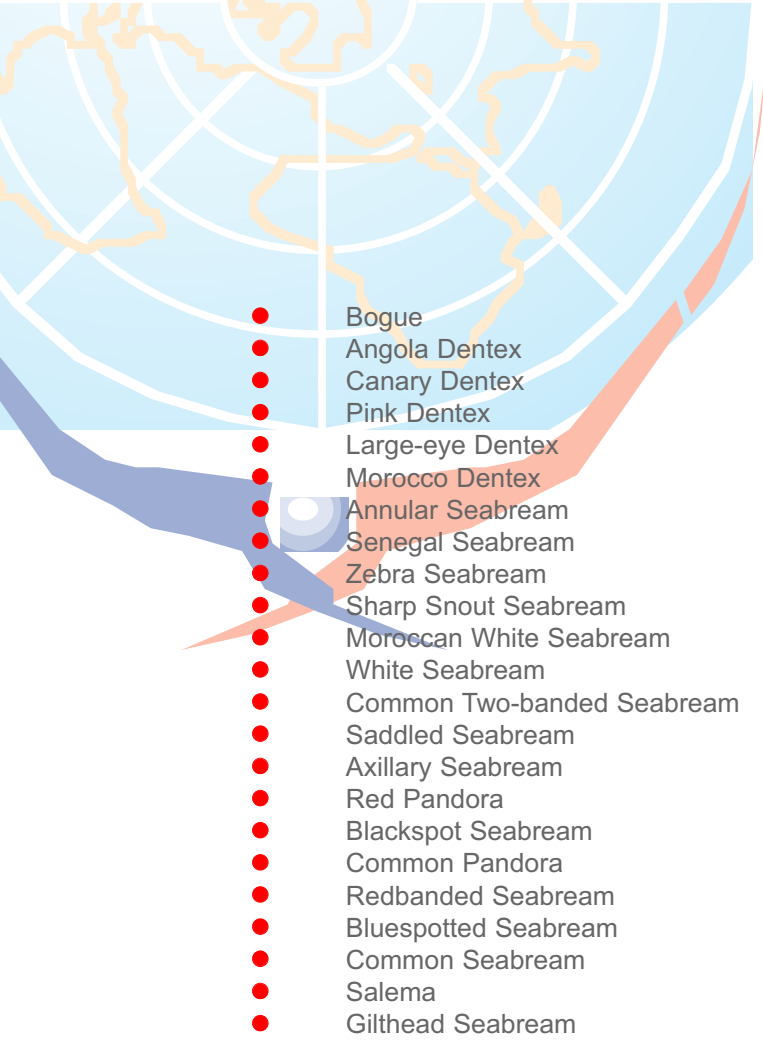 Bogue
Angola Dentex
Canary Dentex
Pink Dentex
Large-eye Dentex
Morocco Dentex
Annular Seabream
Senegal Seabream
Zebra Seabream
Sharp Snout Seabream
Moroccan White Seabream
White Seabream
Common Two-banded Seabream
Saddled Seabream
Axillary Seabream
Red Pandora
Blackspot Seabream
Common Pandora
Redbanded Seabream
Bluespotted Seabream
Common Seabream
Salema
Gilthead Seabream